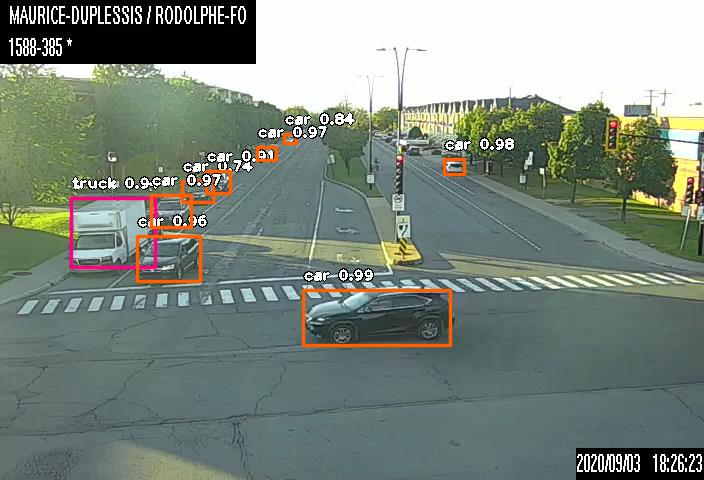 MAURICE-DUPLESSIS / RODOLPHE-FO
1588-385 *
car 0.84
car 0.97
car 0.98
car 0.91
car 0.74
truck 0.9
car 0.97
car 0.96
car 0.99
2020/09/03 18:26:23